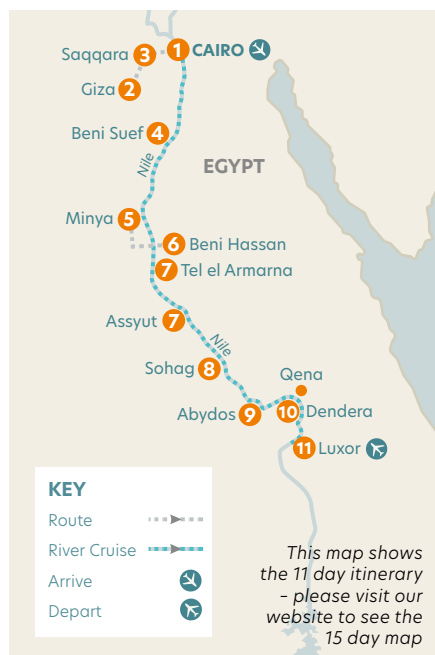 Saqqara 3 1 CAIRO
Giza 2
Beni Suef 4
Nile
EGYPT
Minya 5
6 Beni Hassan
7 Tel el Armarna
Assyut 7
Nile
Sohag 8
Qena
Abydos 9
10 Dendera
11 Luxor
KEY
Route
River Cruise
Arrive
Depart
This map shows
the 11 day itinerary
– please visit our
website to see the
15 day map